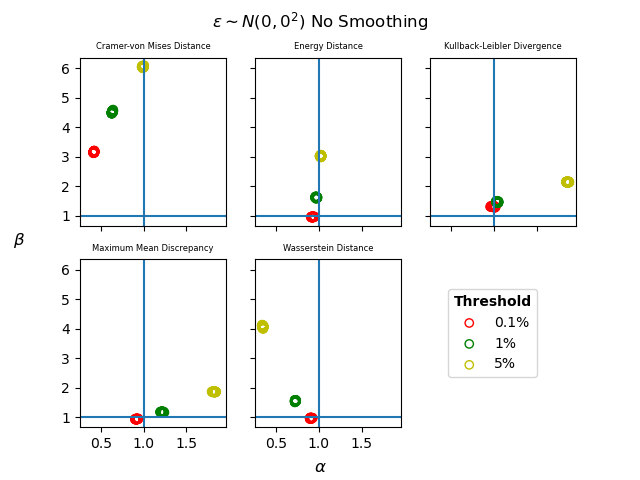 ε ~ N(0, 0²) No Smoothing
Cramer-von Mises Distance
Energy Distance
Kullback-Leibler Divergence
6
5
4
3
2
1
β
Maximum Mean Discrepancy
Wasserstein Distance
6
5
4
3
2
1
0.5 1.0 1.5
0.5 1.0 1.5
α
Threshold
0.1%
1%
5%